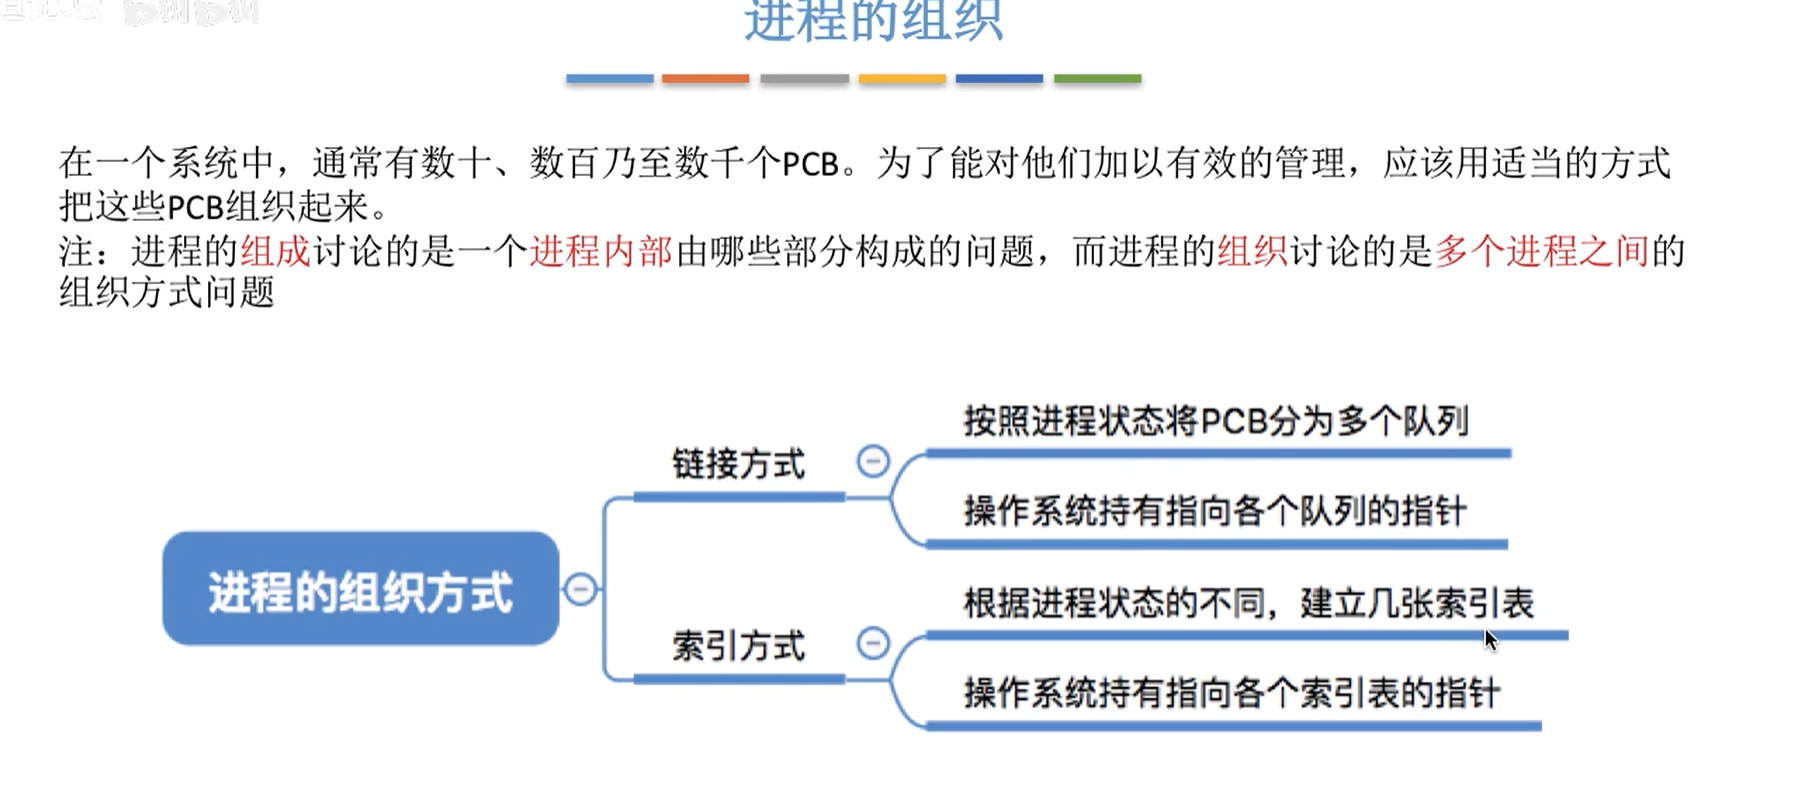 进程的组织
在一个系统中，通常有数十、数百乃至数千个PCB。为了能对他们加以有效的管理，应该用适当的方式
把这些PCB组织起来。
注：进程的组成讨论的是一个进程内部由哪些部分构成的问题，而进程的组织讨论的是多个进程之间的
组织方式问题
进程的组织方式
链接方式
按照进程状态将PCB分为多个队列
操作系统持有指向各个队列的指针
索引方式
根据进程状态的不同，建立几张索引表
操作系统持有指向各个索引表的指针